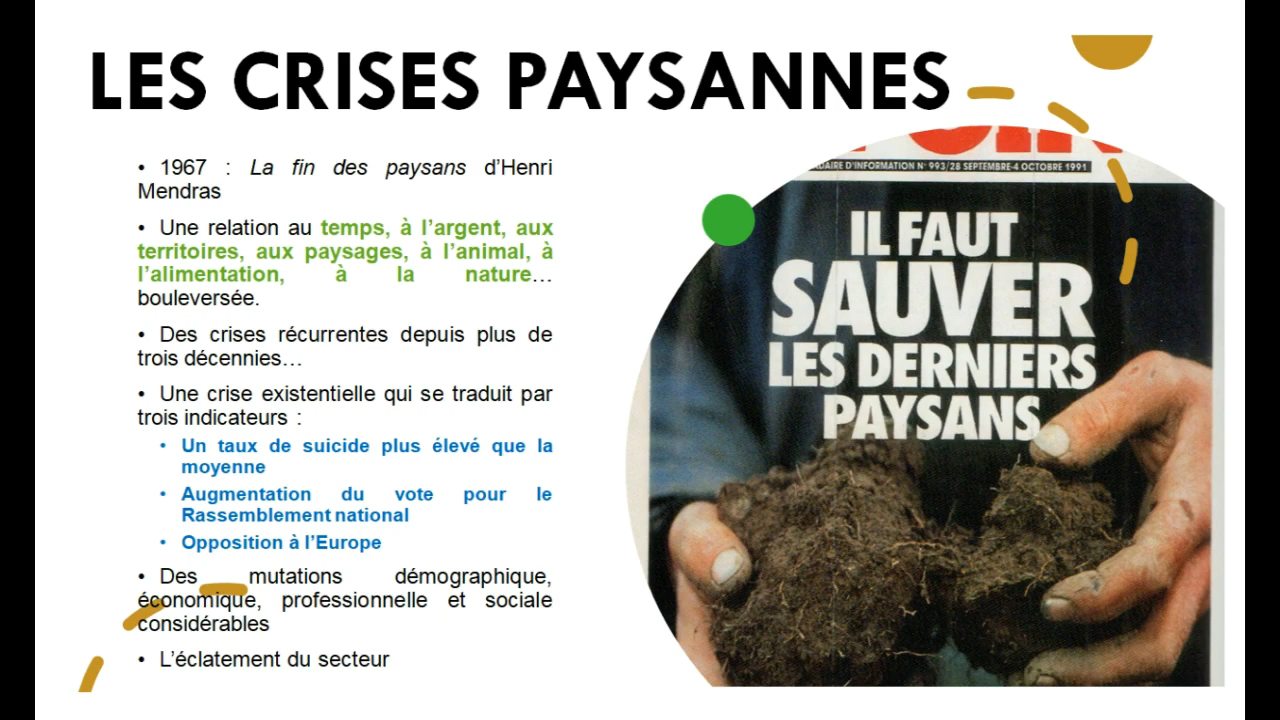 LES CRISES PAYSANNES
• 1967 : La fin des paysans d’Henri
Mendras
• Une relation au temps, à l’argent, aux
territoires, aux paysages, à l’animal, à
l’alimentation, à la nature…
bouleversée.
• Des crises récurrentes depuis plus de
trois décennies…
• Une crise existentielle qui se traduit par
trois indicateurs :
• Un taux de suicide plus élevé que la
moyenne
• Augmentation du vote pour le
Rassemblement national
• Opposition à l’Europe
• Des mutations démographique,
économique, professionnelle et sociale
considérables
• L’éclatement du secteur
D'INFORMATION N° 993/28 SEPTEMBRE-4 OCTOBRE 1991
IL FAUT
SAUVER
LES DERNIERS
PAYSANS